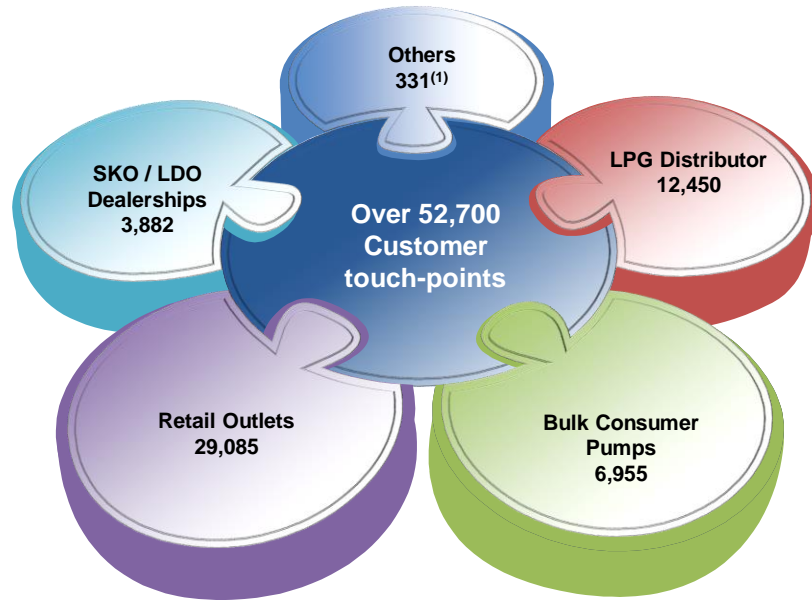 Others
331(1)
SKO / LDO
Dealerships
3,882
LPG Distributor
12,450
Over 52,700
Customer
touch-points
Retail Outlets
29,085
Bulk Consumer
Pumps
6,955